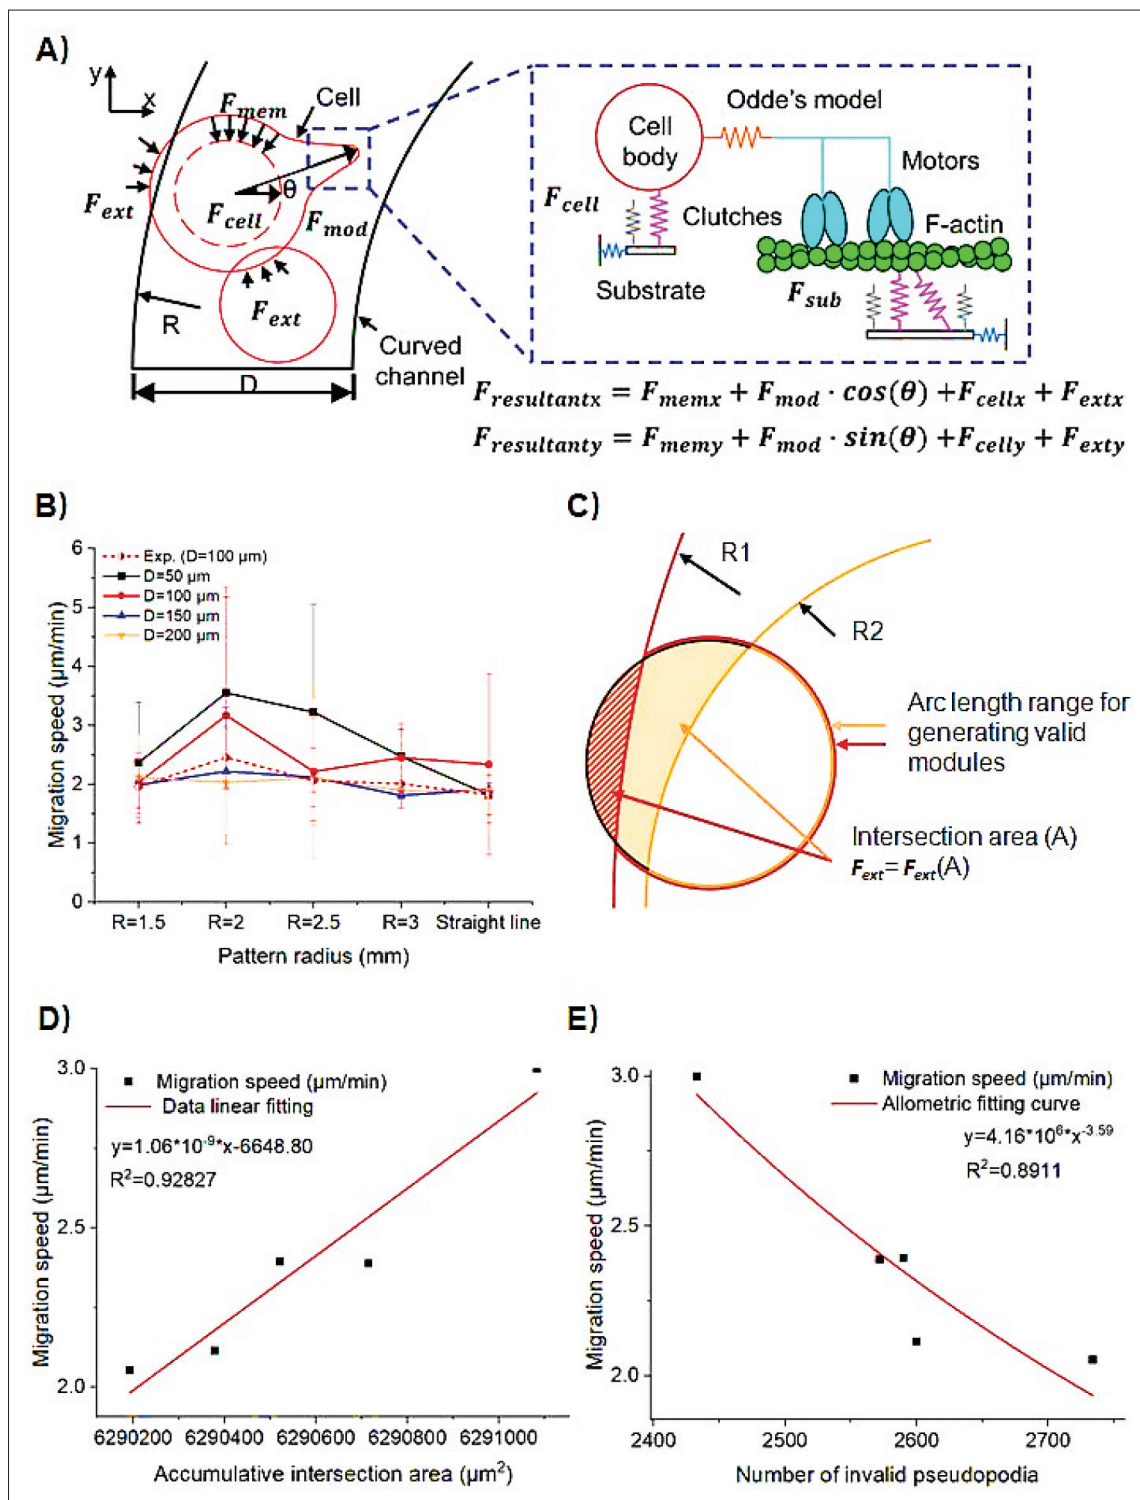 A)
y
x
F_mem
Cell
F_ext
F_cell
θ
F_mod
F_ext
R
D
Curved
channel
Odde's model
Cell
body
Motors
F_cell
Clutches
F-actin
Substrate
F_sub
F_resultantx = F_memx + F_mod · cos(θ) +F_cellx + F_extx
F_resultanty = F_memy + F_mod · sin(θ) +F_celly + F_exty
B)
Migration speed (μm/min)
6
5
4
3
2
1
0
Exp. (D=100 μm)
D=50 μm
D=100 μm
D=150 μm
D=200 μm
R=1.5 R=2 R=2.5 R=3 Straight line
Pattern radius (mm)
C)
R1
R2
Arc length range for
generating valid
modules
Intersection area (A)
F_ext= F_ext(A)
D)
Migration speed (μm/min)
3.0
2.5
2.0
Migration speed (μm/min)
Data linear fitting
y=1.06*10^-9*x-6648.80
R²=0.92827
6290200 6290400 6290600 6290800 6291000
Accumulative intersection area (μm²)
E)
Migration speed (μm/min)
3.0
2.5
2.0
Migration speed (μm/min)
Allometric fitting curve
y=4.16*10^6*x^-3.59
R²=0.8911
2400 2500 2600 2700
Number of invalid pseudopodia